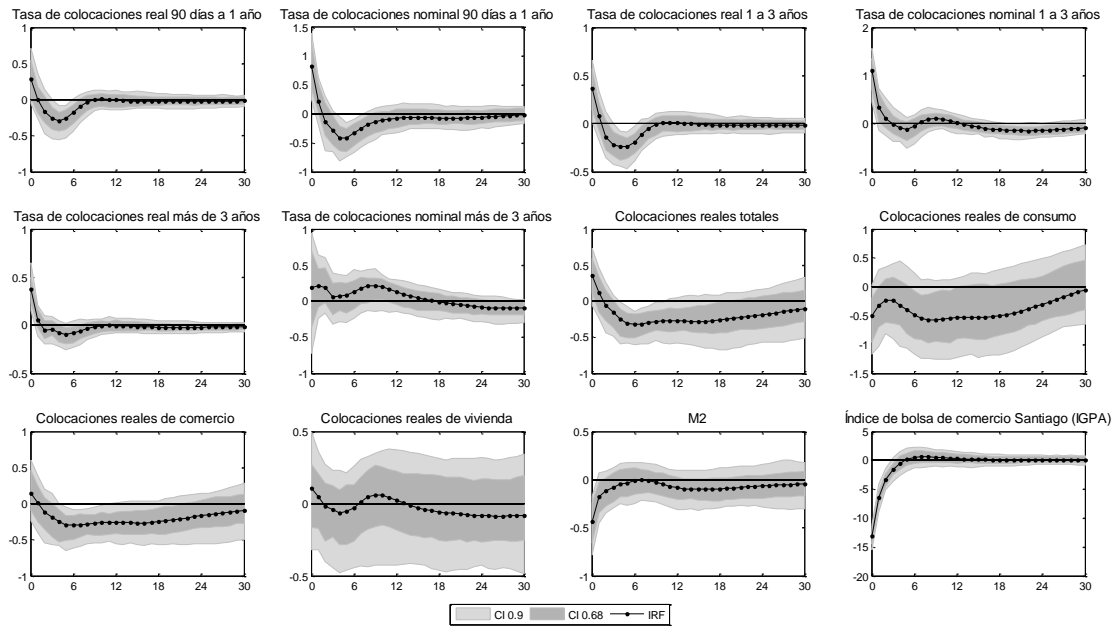 Tasa de colocaciones real 90 días a 1 año
1
0.5
0
-0.5
-1
0 6 12 18 24 30
Tasa de colocaciones nominal 90 días a 1 año
1.5
1
0.5
0
-0.5
-1
0 6 12 18 24 30
Tasa de colocaciones real 1 a 3 años
1
0.5
0
-0.5
0 6 12 18 24 30
Tasa de colocaciones nominal 1 a 3 años
2
1
0
-1
0 6 12 18 24 30
Tasa de colocaciones real más de 3 años
1
0.5
0
-0.5
0 6 12 18 24 30
Tasa de colocaciones nominal más de 3 años
1
0.5
0
-0.5
-1
0 6 12 18 24 30
Colocaciones reales totales
1
0.5
0
-0.5
-1
0 6 12 18 24 30
Colocaciones reales de consumo
1
0.5
0
-0.5
-1
-1.5
0 6 12 18 24 30
Colocaciones reales de comercio
1
0.5
0
-0.5
-1
0 6 12 18 24 30
Colocaciones reales de vivienda
0.5
0
-0.5
0 6 12 18 24 30
M2
0.5
0
-0.5
-1
0 6 12 18 24 30
Índice de bolsa de comercio Santiago (IGPA)
5
0
-5
-10
-15
-20
0 6 12 18 24 30
CI 0.9 CI 0.68 IRF